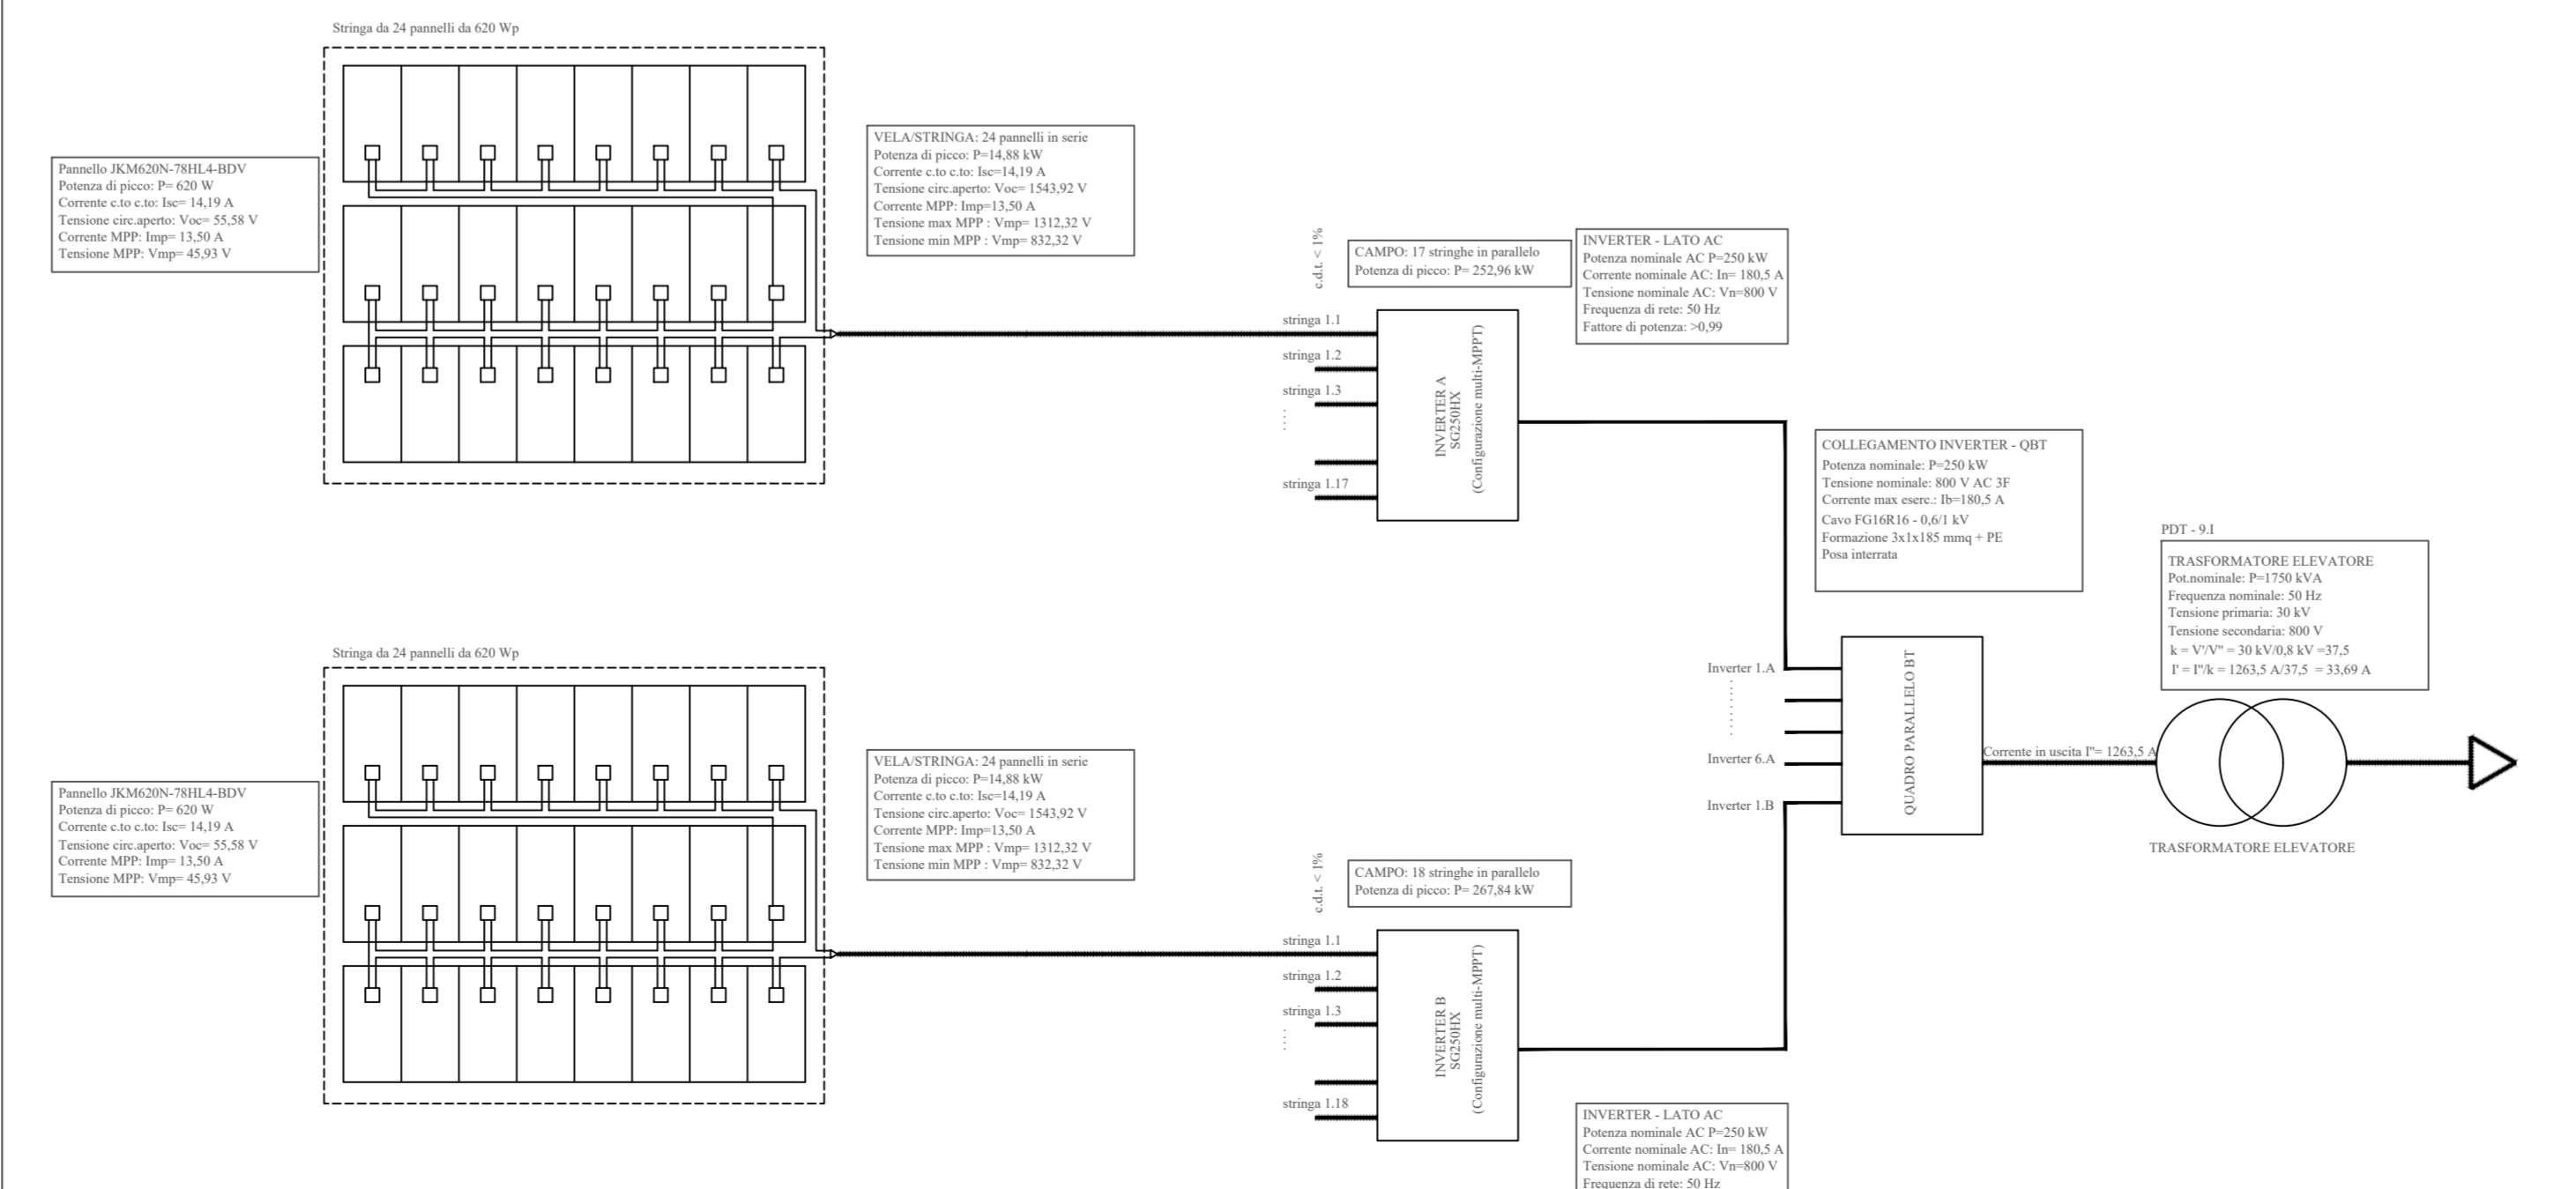 Stringa da 24 pannelli da 620 Wp
Pannello JKM620N-78HL4-BDV
Potenza di picco: P= 620 W
Corrente c.to c.to: Isc= 14,19 A
Tensione circ.aperto: Voc= 55,58 V
Corrente MPP: Imp= 13,50 A
Tensione MPP: Vmp= 45,93 V
VELA/STRINGA: 24 pannelli in serie
Potenza di picco: P=14,88 kW
Corrente c.to c.to: Isc=14,19 A
Tensione circ.aperto: Voc= 1543,92 V
Corrente MPP: Imp=13,50 A
Tensione max MPP : Vmp= 1312,32 V
Tensione min MPP : Vmp= 832,32 V
c.d.t. < 1%
CAMPO: 17 stringhe in parallelo
Potenza di picco: P= 252,96 kW
INVERTER - LATO AC
Potenza nominale AC P=250 kW
Corrente nominale AC: In= 180,5 A
Tensione nominale AC: Vn=800 V
Frequenza di rete: 50 Hz
Fattore di potenza: >0,99
stringa 1.1
stringa 1.2
stringa 1.3
stringa 1.17
INVERTER A
SG250HX
(Configurazione multi-MPPT)
COLLEGAMENTO INVERTER - QBT
Potenza nominale: P=250 kW
Tensione nominale: 800 V AC 3F
Corrente max eserc.: Ib=180,5 A
Cavo FG16R16 - 0,6/1 kV
Formazione 3x1x185 mmq + PE
Posa interrata
PDT - 9.I
TRASFORMATORE ELEVATORE
Pot.nominale: P=1750 kVA
Frequenza nominale: 50 Hz
Tensione primaria: 30 kV
Tensione secondaria: 800 V
k = V'/V" = 30 kV/0,8 kV =37,5
I' = I"/k = 1263,5 A/37,5 = 33,69 A
Inverter 1.A
Inverter 6.A
Inverter 1.B
QUADRO PARALLELO BT
Corrente in uscita I"= 1263,5 A
TRASFORMATORE ELEVATORE
Stringa da 24 pannelli da 620 Wp
Pannello JKM620N-78HL4-BDV
Potenza di picco: P= 620 W
Corrente c.to c.to: Isc= 14,19 A
Tensione circ.aperto: Voc= 55,58 V
Corrente MPP: Imp= 13,50 A
Tensione MPP: Vmp= 45,93 V
VELA/STRINGA: 24 pannelli in serie
Potenza di picco: P=14,88 kW
Corrente c.to c.to: Isc=14,19 A
Tensione circ.aperto: Voc= 1543,92 V
Corrente MPP: Imp=13,50 A
Tensione max MPP : Vmp= 1312,32 V
Tensione min MPP : Vmp= 832,32 V
c.d.t. < 1%
CAMPO: 18 stringhe in parallelo
Potenza di picco: P= 267,84 kW
stringa 1.1
stringa 1.2
stringa 1.3
stringa 1.18
INVERTER B
SG250HX
(Configurazione multi-MPPT)
INVERTER - LATO AC
Potenza nominale AC P=250 kW
Corrente nominale AC: In= 180,5 A
Tensione nominale AC: Vn=800 V
Frequenza di rete: 50 Hz